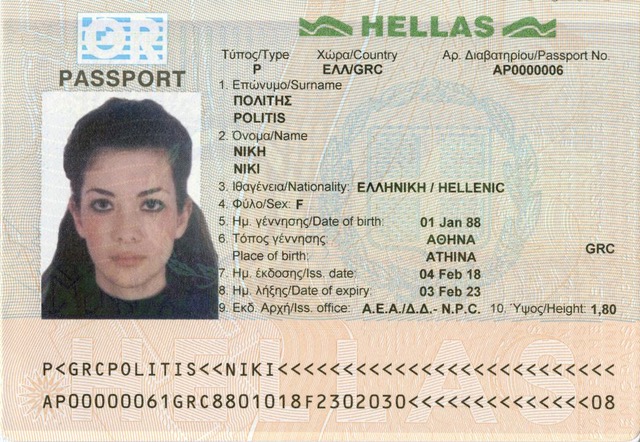 HELLAS
GR
PASSPORT
Τύπος/Type Χώρα/Country Αρ. Διαβατηρίου/Passport No.
P ΕΛΛ/GRC AP0000006
1. Επώνυμο/Surname
ΠΟΛΙΤΗΣ
POLITIS
2. Όνομα/Name
ΝΙΚΗ
NIKI
3. Ιθαγένεια/Nationality: ΕΛΛΗΝΙΚΗ / HELLENIC
4. Φύλο/Sex: F
5. Ημ. γέννησης/Date of birth: 01 Jan 88
6. Τόπος γέννησης ΑΘΗΝΑ GRC
Place of birth: ATHINA
7. Ημ. έκδοσης/Iss. date: 04 Feb 18
8. Ημ. λήξης/Date of expiry: 03 Feb 23
9. Εκδ. Αρχή/Iss. office: Α.Ε.Α./Δ.Δ.- N.P.C. 10. Ύψος/Height: 1,80
HELLAS
P<GRCPOLITIS<<NIKI<<<<<<<<<<<<<<<<<<<<<<<<<<
AP00000061GRC8801018F2302030<<<<<<<<<<<<<<08